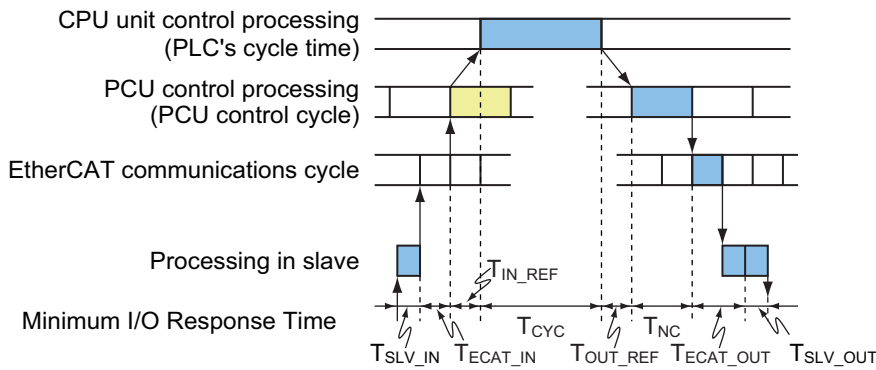 CPU unit control processing
(PLC's cycle time)
PCU control processing
(PCU control cycle)
EtherCAT communications cycle
Processing in slave
TIN_REF
Minimum I/O Response Time
TCYC
TNC
TSLV_IN
TECAT_IN
TOUT_REF
TECAT_OUT
TSLV_OUT